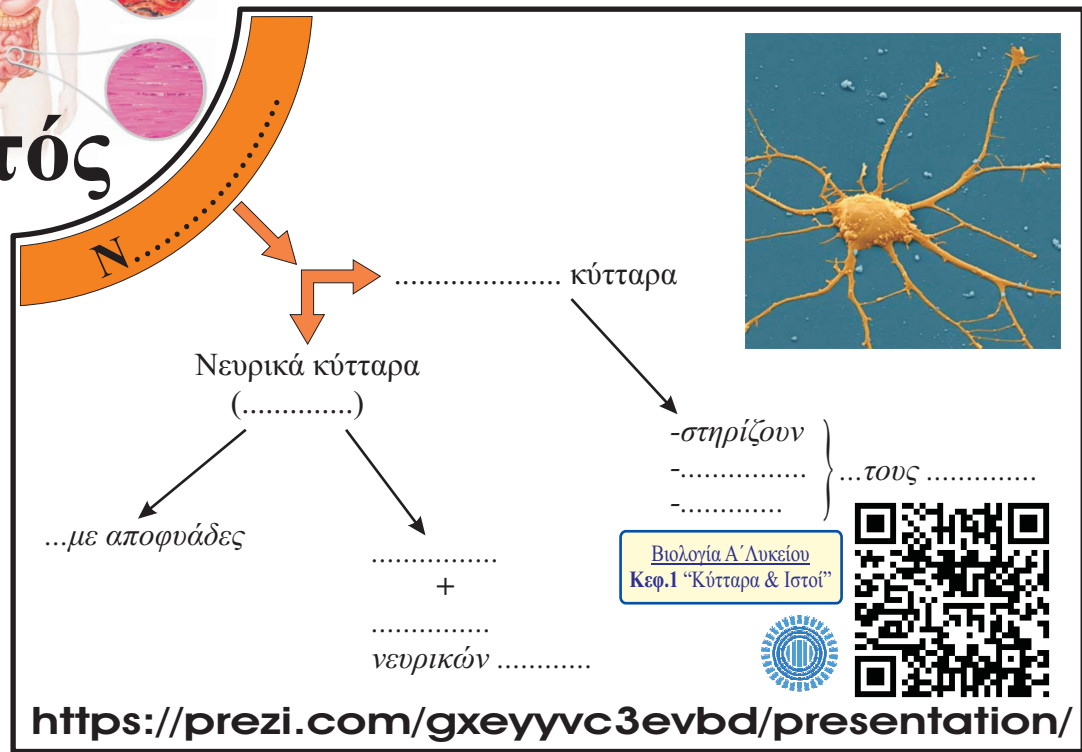 τός
Ν..............
..................... κύτταρα
Νευρικά κύτταρα
(..............)
...με αποφυάδες
................
+
...............
νευρικών ............
-στηρίζουν
-................
-.............
...τους ..............
Βιολογία Α΄Λυκείου
Κεφ.1 “Κύτταρα & Ιστοί”
https://prezi.com/gxeyyvc3evbd/presentation/